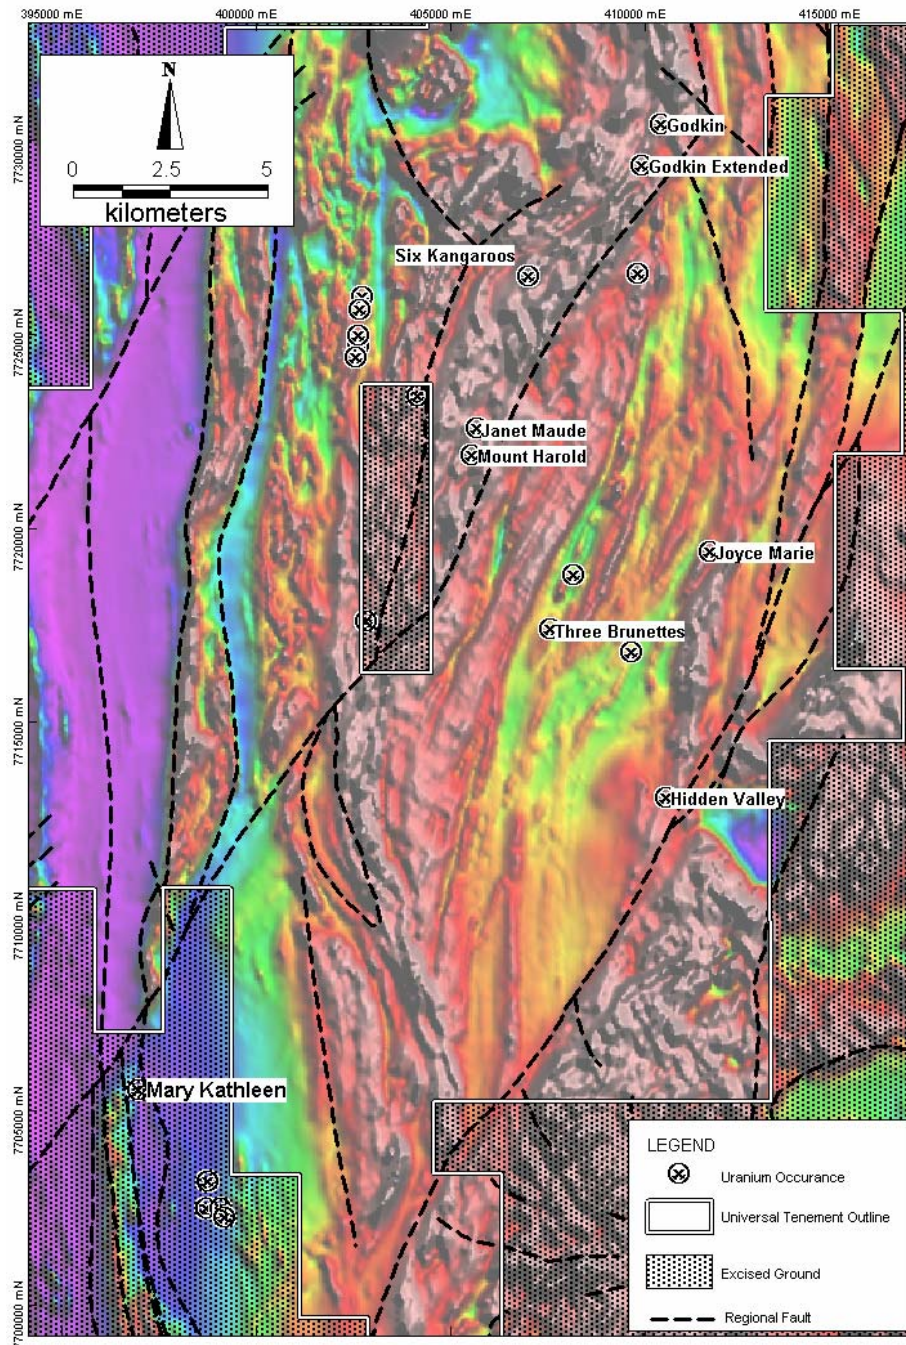 395000 mE
400000 mE
405000 mE
410000 mE
415000 mE
N
0 2.5 5
kilometers
7730000 mN
7725000 mN
7720000 mN
7715000 mN
7710000 mN
7705000 mN
7700000 mN
Godkin
Godkin Extended
Six Kangaroos
Janet Maude
Mount Harold
Joyce Marie
Three Brunettes
Hidden Valley
Mary Kathleen
LEGEND
Uranium Occurance
Universal Tenement Outline
Excised Ground
Regional Fault